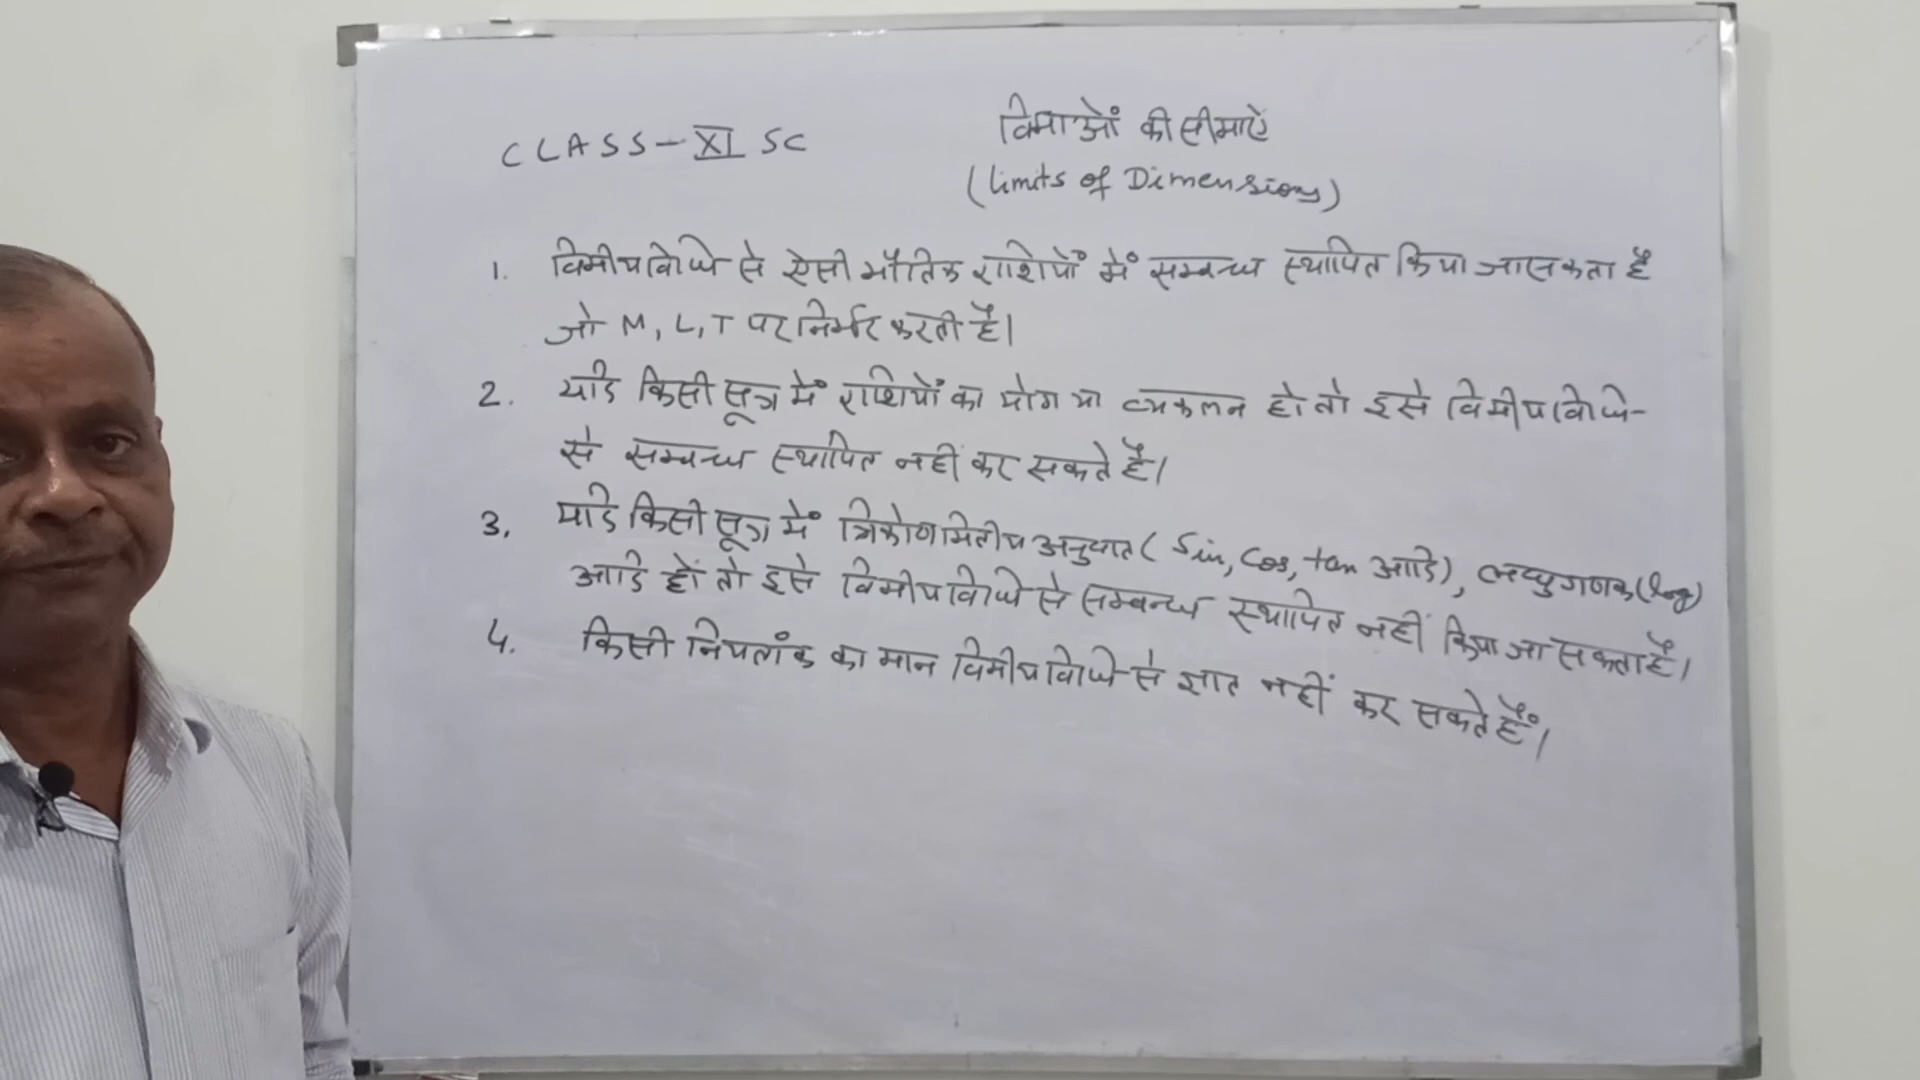 CLASS-XI SC
विमाओं की सीमाऐं
(Limits of Dimensions)
1. विमीय विधि से ऐसी भौतिक राशियों में सम्बन्ध स्थापित किया जा सकता है
जो M, L, T पर निर्भर करती है।
2. यदि किसी सूत्र में राशियों का योग या व्यकलन हो तो इसे विमीय विधि-
से सम्बन्ध स्थापित नहीं कर सकते है।
3. यदि किसी सूत्र में त्रिकोणमितीय अनुपात ( Sin, Cos, tan आदि), लघुगणक (log)
आदि हों तो इसे विमीय विधि से सम्बन्ध स्थापित नहीं किया जा सकता है।
4. किसी नियतांक का मान विमीय विधि से ज्ञात नहीं कर सकते हैं।